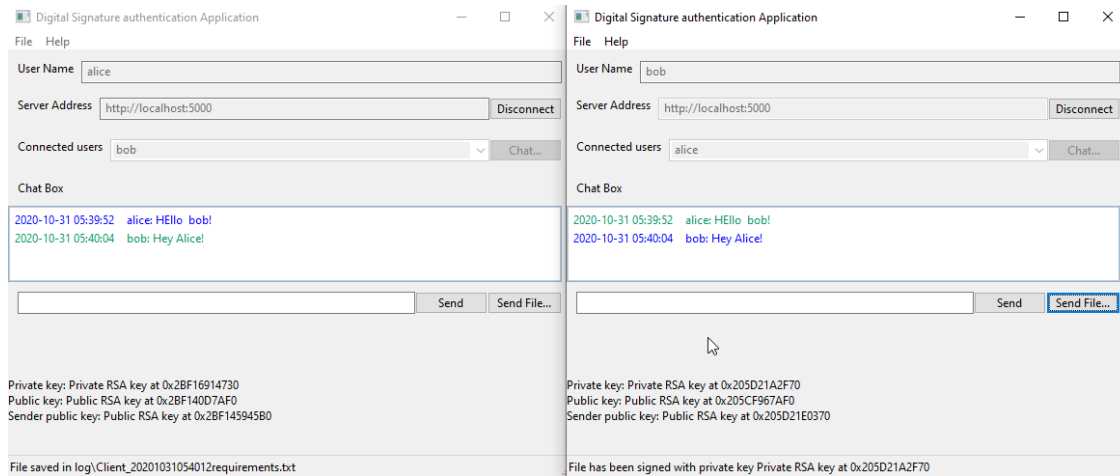 Digital Signature authentication Application
File Help
User Name alice
Server Address http://localhost:5000 Disconnect
Connected users bob Chat...
Chat Box
2020-10-31 05:39:52 alice: HEllo bob!
2020-10-31 05:40:04 bob: Hey Alice!
Send Send File...
Private key: Private RSA key at 0x2BF16914730
Public key: Public RSA key at 0x2BF140D7AF0
Sender public key: Public RSA key at 0x2BF145945B0
File saved in log\Client_20201031054012requirements.txt
Digital Signature authentication Application
File Help
User Name bob
Server Address http://localhost:5000 Disconnect
Connected users alice Chat...
Chat Box
2020-10-31 05:39:52 alice: HEllo bob!
2020-10-31 05:40:04 bob: Hey Alice!
Send Send File...
Private key: Private RSA key at 0x205D21A2F70
Public key: Public RSA key at 0x205CF967AF0
Sender public key: Public RSA key at 0x205D21E0370
File has been signed with private key Private RSA key at 0x205D21A2F70